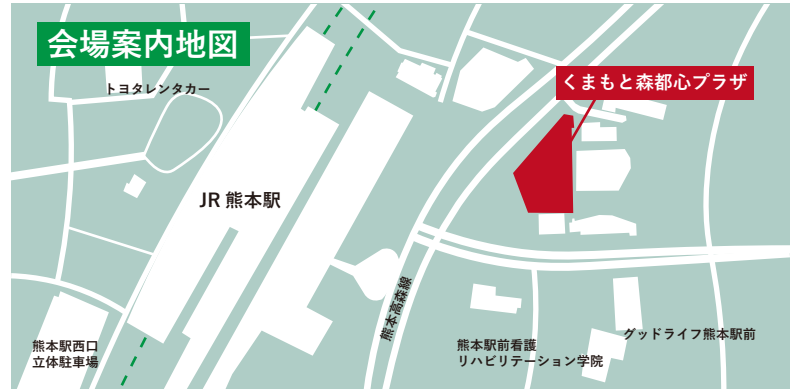 会場案内地図
トヨタレンタカー
くまもと森都心プラザ
JR 熊本駅
熊本高森線
熊本駅西口
立体駐車場
熊本駅前看護
リハビリテーション学院
グッドライフ熊本駅前